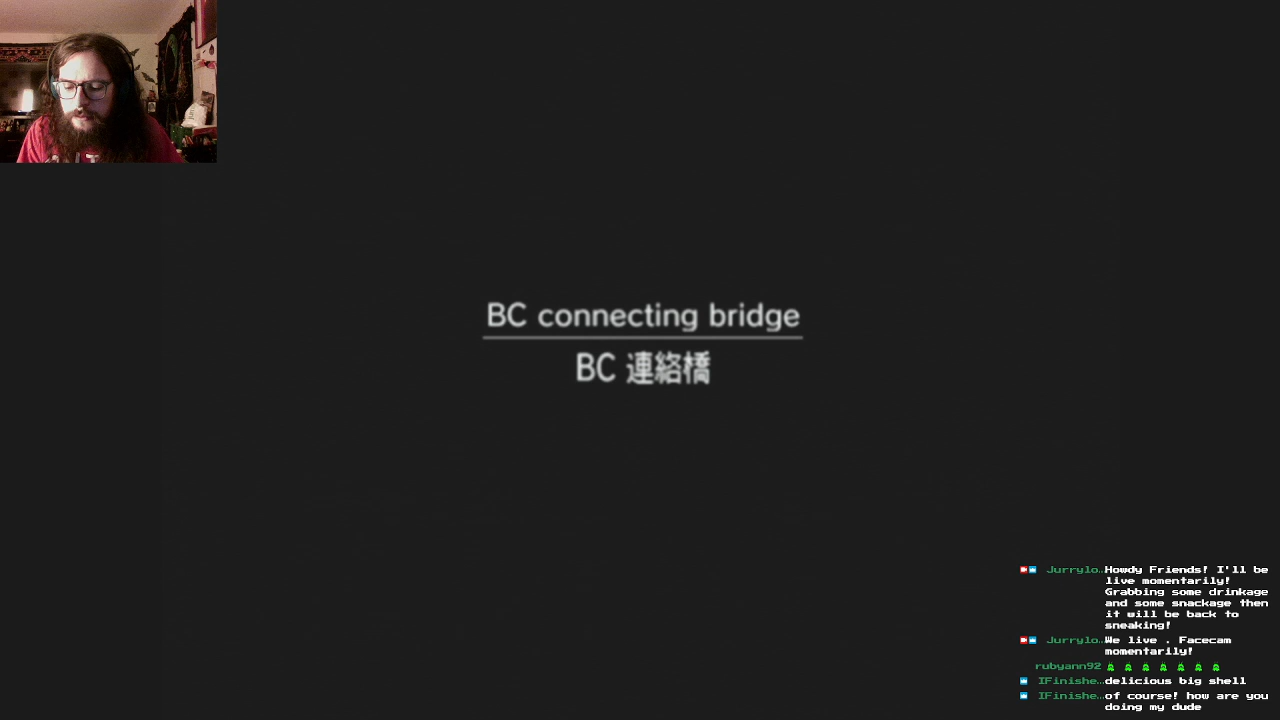 BC connecting bridge
BC 連絡橋
Jurrylo..Howdy Friends! I'll be
live momentarily!
Grabbing some drinkage
and some snackage then
it will be back to
sneaking!
Jurrylo..We live . Facecam
momentarily!
rubyann92
IFinishe..delicious big shell
IFinishe..of course! how are you
doing my dude